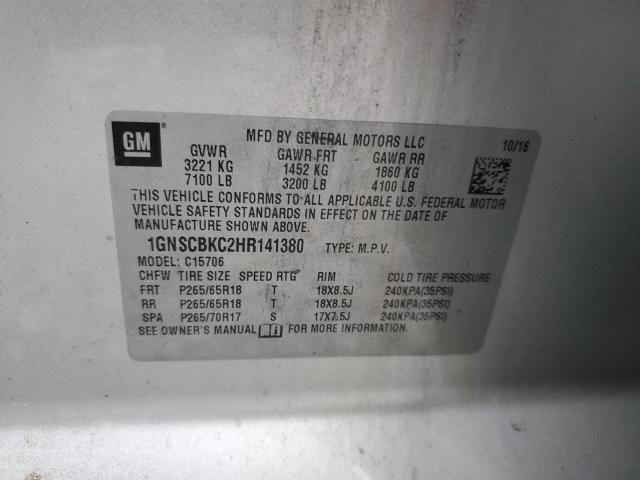 GM ®
MFD BY GENERAL MOTORS LLC 10/16
GVWR GAWR FRT GAWR RR
3221 KG 1452 KG 1860 KG
7100 LB 3200 LB 4100 LB
THIS VEHICLE CONFORMS TO ALL APPLICABLE U.S. FEDERAL MOTOR
VEHICLE SAFETY STANDARDS IN EFFECT ON THE DATE OF
MANUFACTURE SHOWN ABOVE.
1GNSCBKC2HR141380 TYPE: M.P.V.
MODEL: C15706
CHFW TIRE SIZE SPEED RTG RIM COLD TIRE PRESSURE
FRT P265/65R18 T 18X8.5J 240KPA(35PSI)
RR P265/65R18 T 18X8.5J 240KPA(35PSI)
SPA P265/70R17 S 17X7.5J 240KPA(35PSI)
SEE OWNER'S MANUAL FOR MORE INFORMATION.